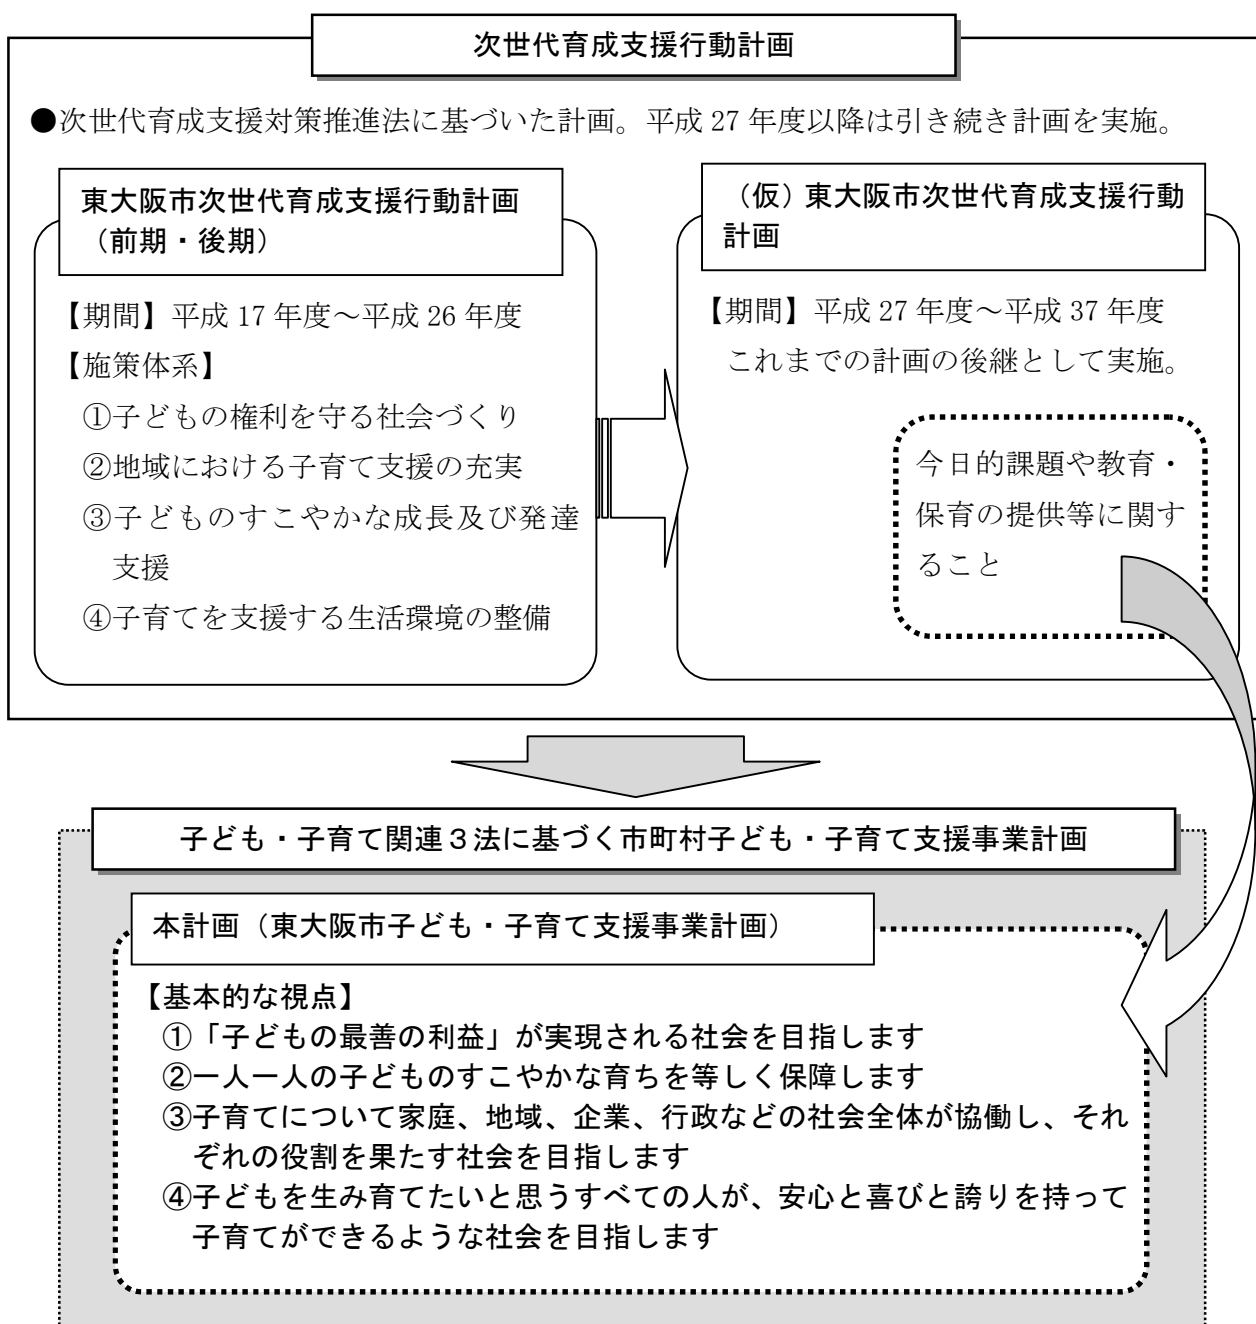 次世代育成支援行動計画
●次世代育成支援対策推進法に基づいた計画。平成 27 年度以降は引き続き計画を実施。
東大阪市次世代育成支援行動計画
（前期・後期）
【期間】平成 17 年度～平成 26 年度
【施策体系】
①子どもの権利を守る社会づくり
②地域における子育て支援の充実
③子どものすこやかな成長及び発達
支援
④子育てを支援する生活環境の整備
（仮）東大阪市次世代育成支援行動
計画
【期間】平成 27 年度～平成 37 年度
これまでの計画の後継として実施。
今日的課題や教育・
保育の提供等に関す
ること
子ども・子育て関連３法に基づく市町村子ども・子育て支援事業計画
本計画（東大阪市子ども・子育て支援事業計画）
【基本的な視点】
①「子どもの最善の利益」が実現される社会を目指します
②一人一人の子どものすこやかな育ちを等しく保障します
③子育てについて家庭、地域、企業、行政などの社会全体が協働し、それ
ぞれの役割を果たす社会を目指します
④子どもを生み育てたいと思うすべての人が、安心と喜びと誇りを持って
子育てができるような社会を目指します